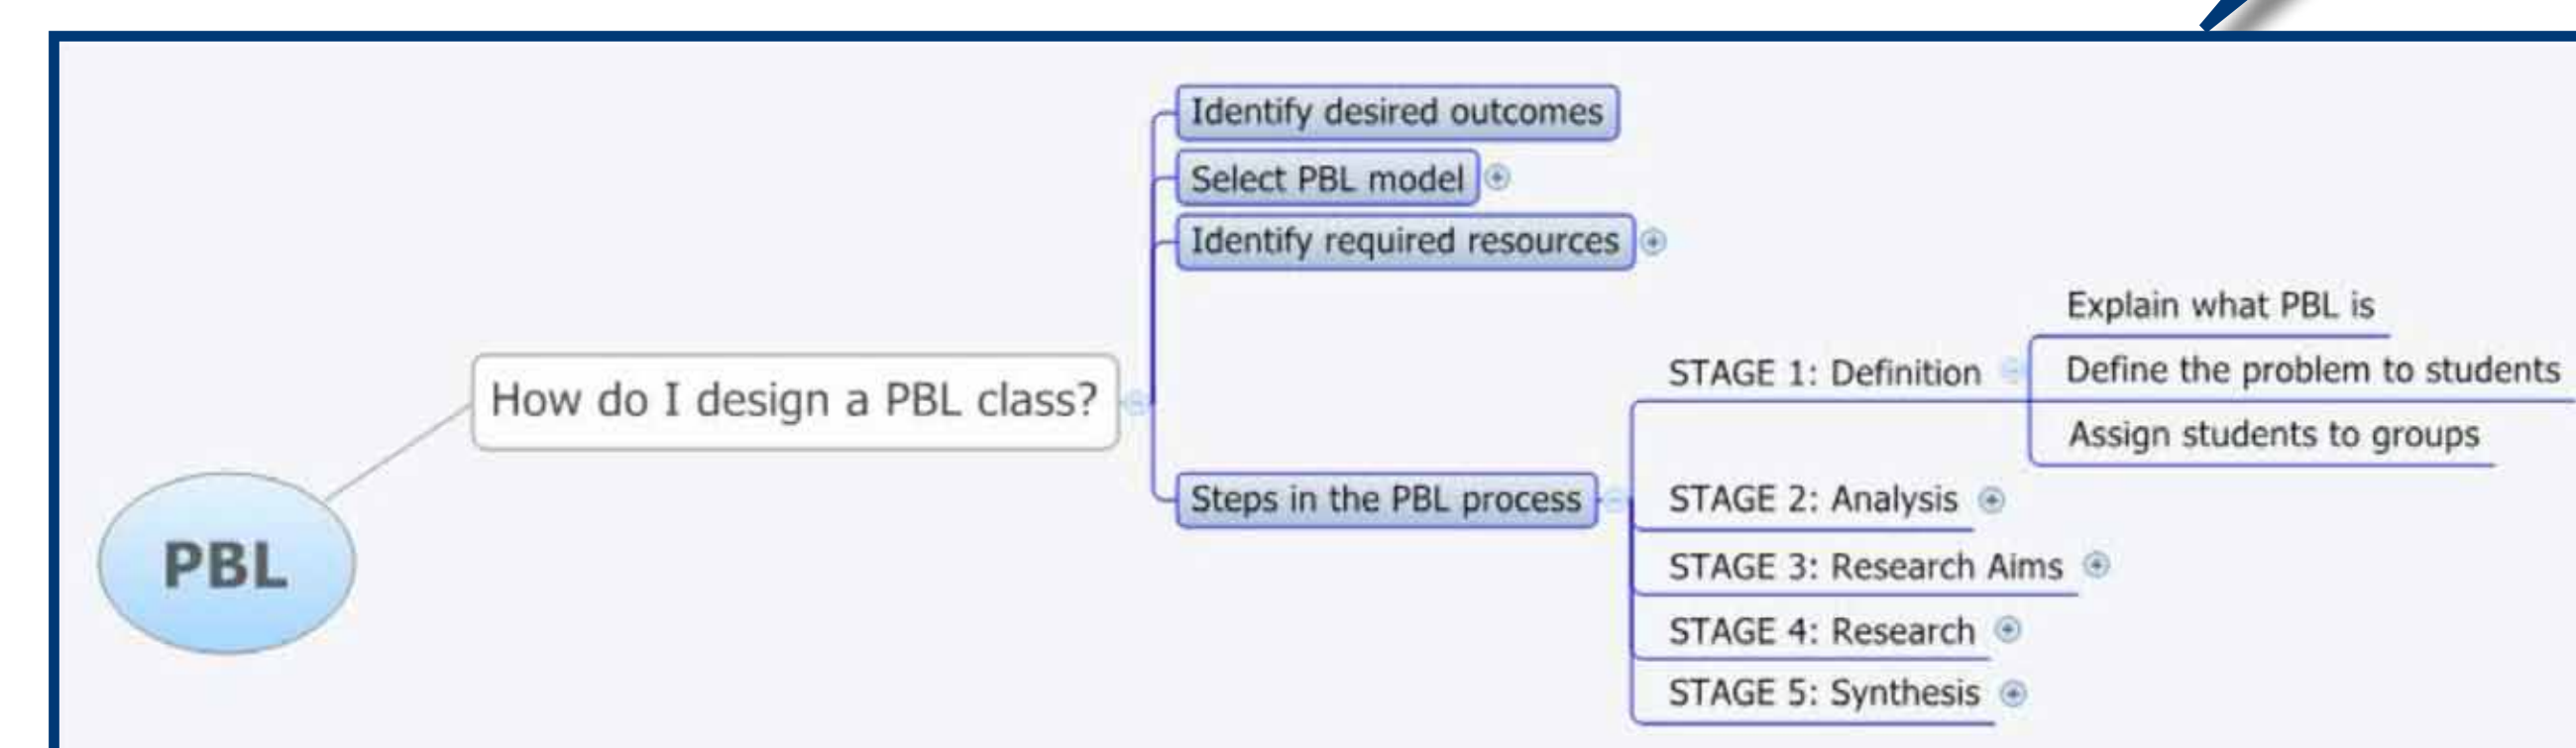 PBL
How do I design a PBL class?
Identify desired outcomes
Select PBL model
Identify required resources
Steps in the PBL process
STAGE 1: Definition
Explain what PBL is
Define the problem to students
Assign students to groups
STAGE 2: Analysis
STAGE 3: Research Aims
STAGE 4: Research
STAGE 5: Synthesis